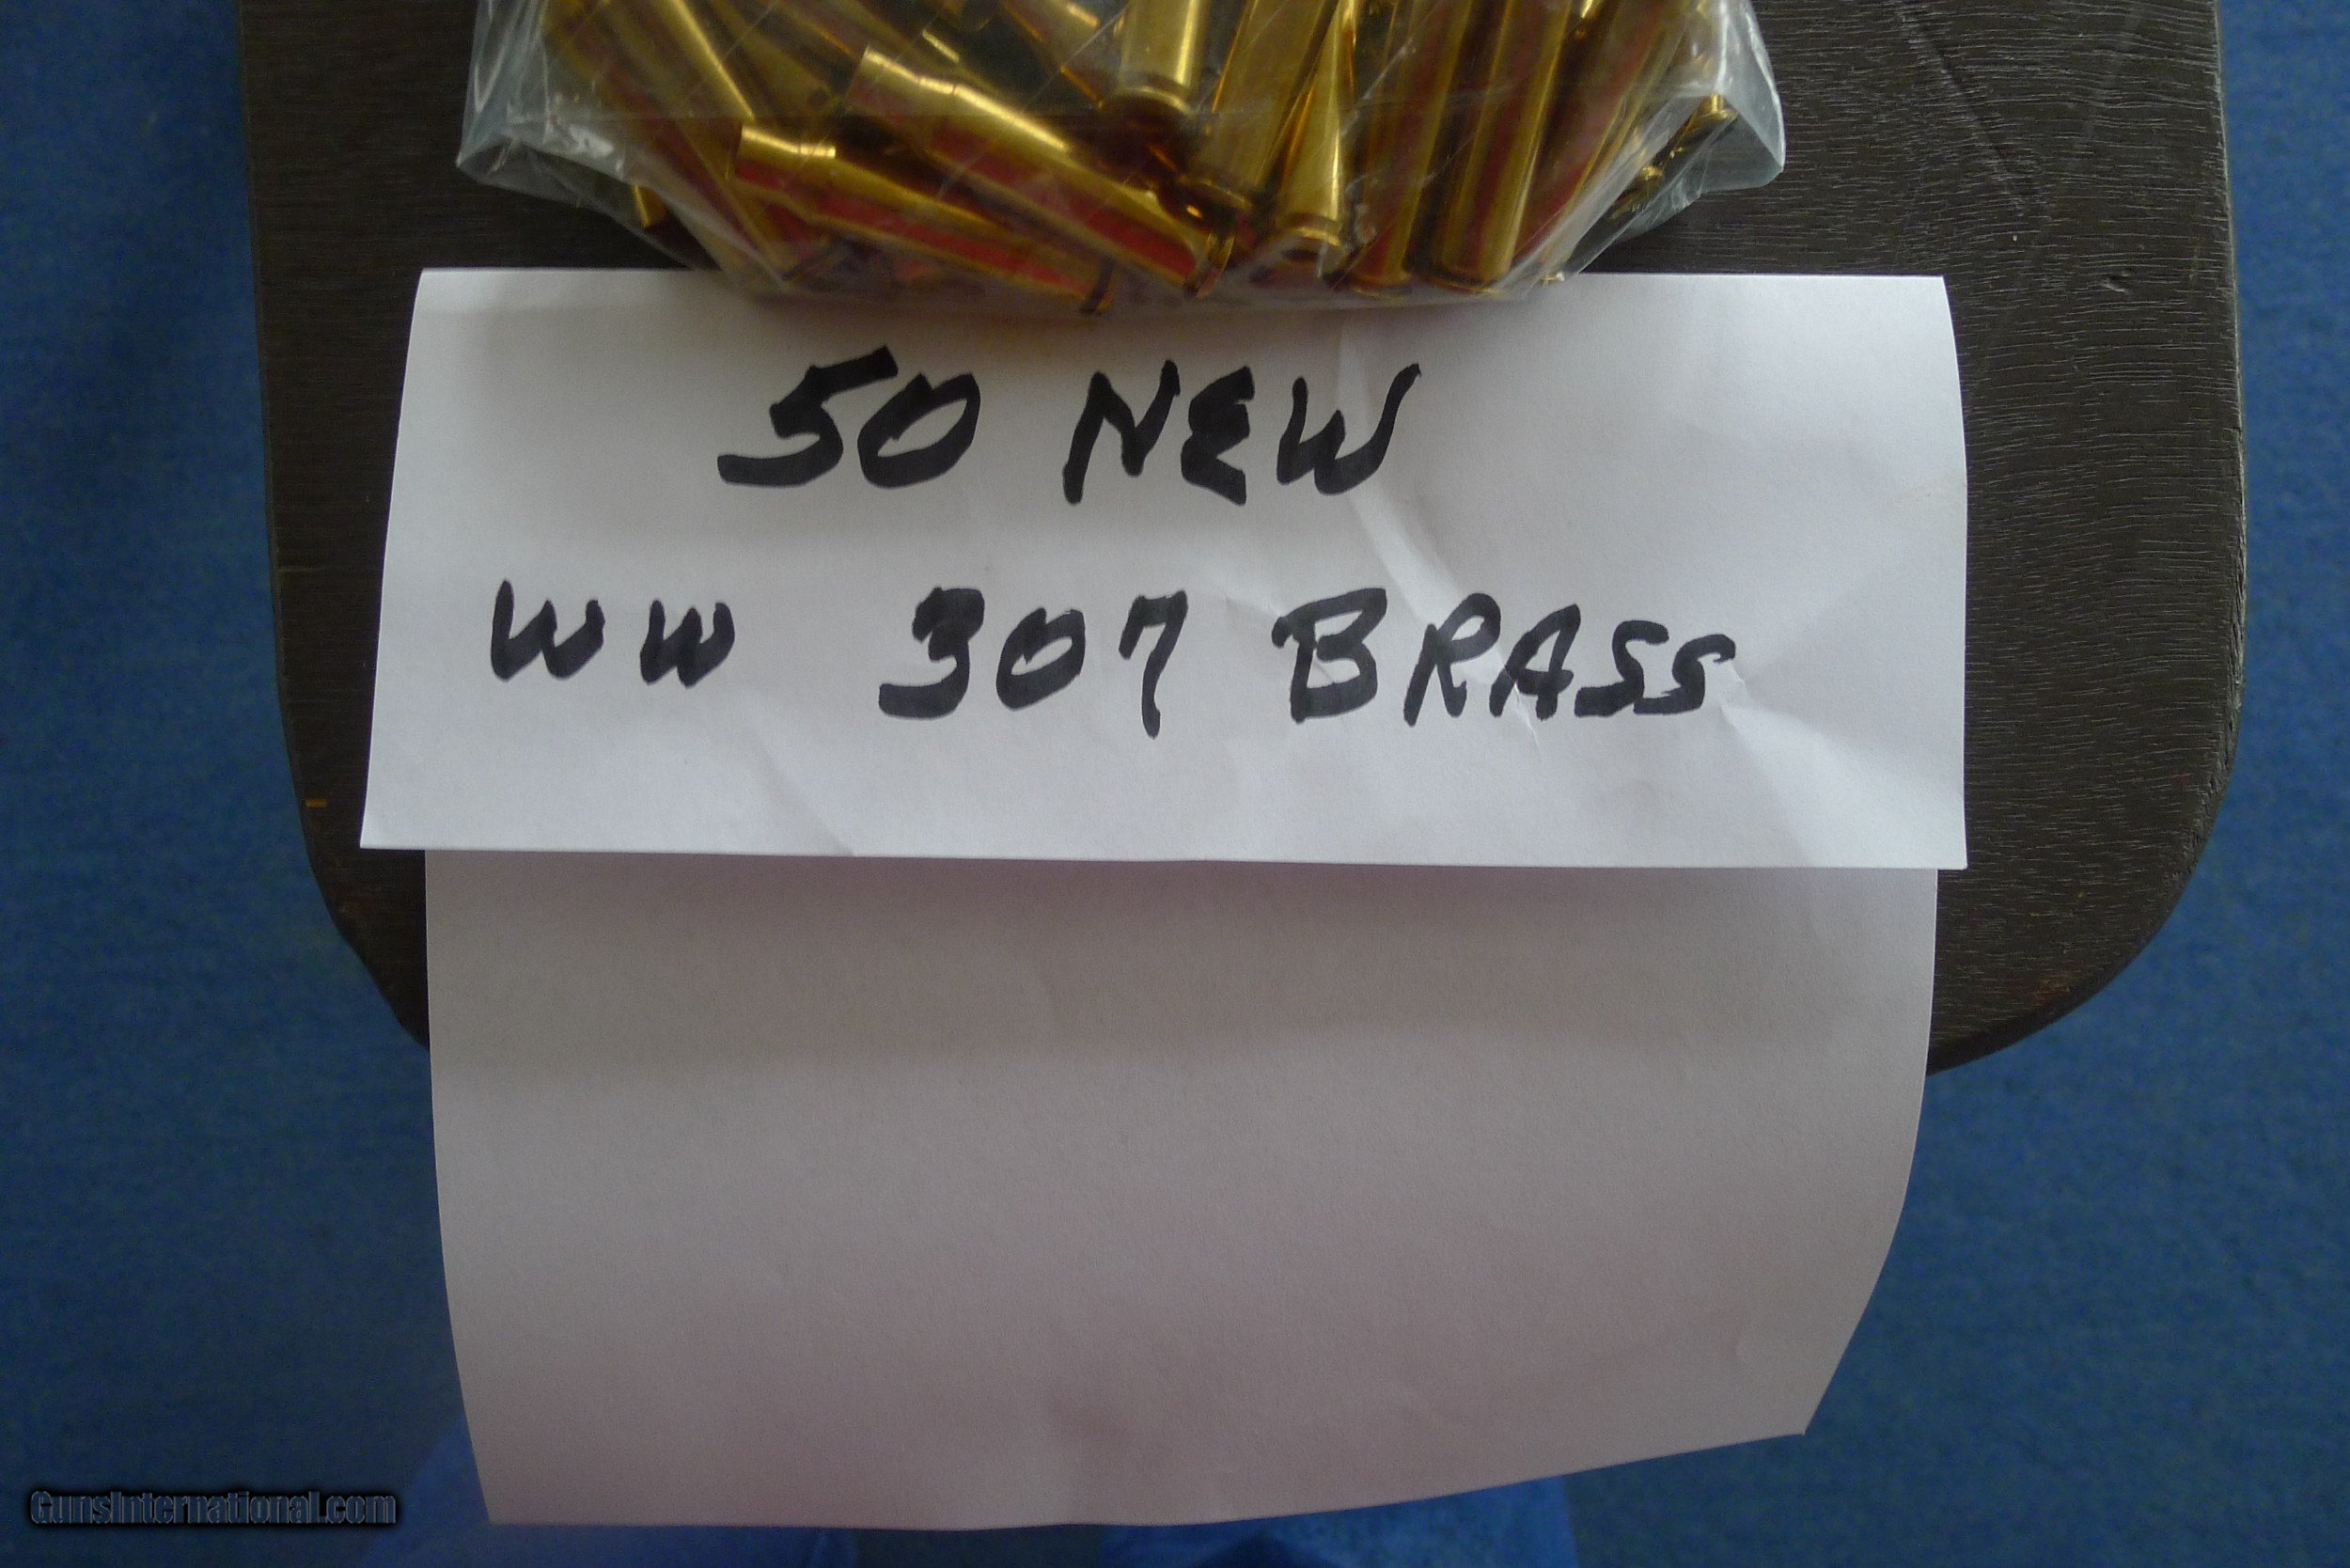 50 NEW
WW 307 BRASS
GunsInternational.com